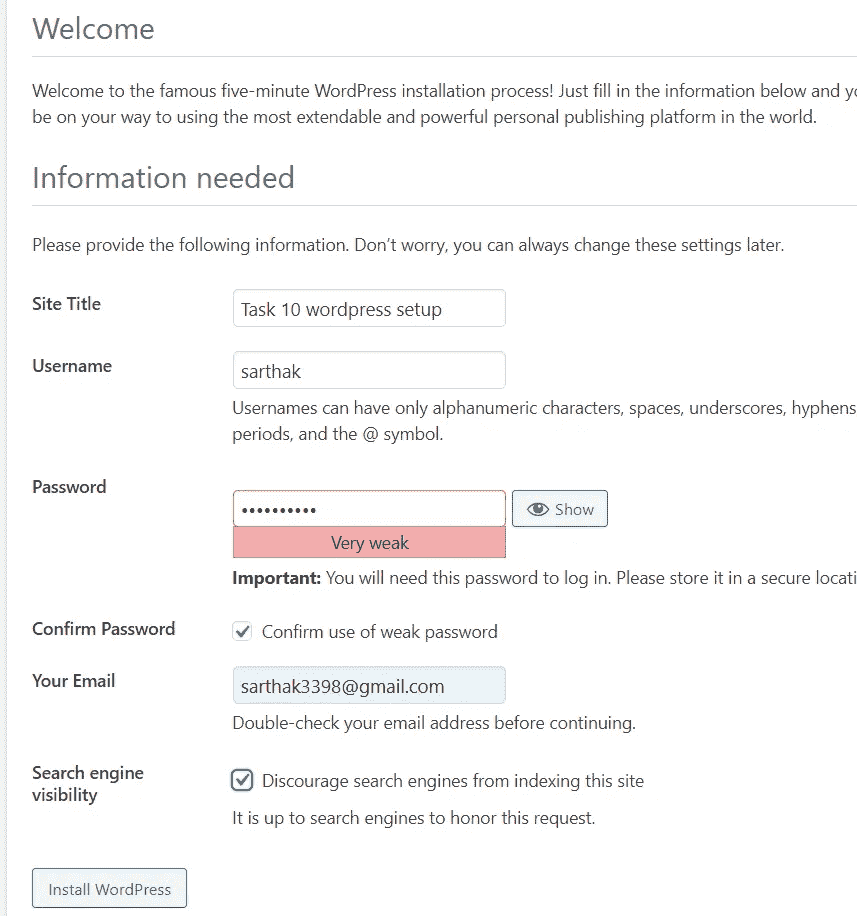 Welcome
Welcome to the famous five-minute WordPress installation process! Just fill in the information below and yo
be on your way to using the most extendable and powerful personal publishing platform in the world.
Information needed
Please provide the following information. Don’t worry, you can always change these settings later.
Site Title
Task 10 wordpress setup
Username
sarthak
Usernames can have only alphanumeric characters, spaces, underscores, hyphens
periods, and the @ symbol.
Password
••••••••••
Show
Very weak
Important: You will need this password to log in. Please store it in a secure locati
Confirm Password
Confirm use of weak password
Your Email
sarthak3398@gmail.com
Double-check your email address before continuing.
Search engine
visibility
Discourage search engines from indexing this site
It is up to search engines to honor this request.
Install WordPress